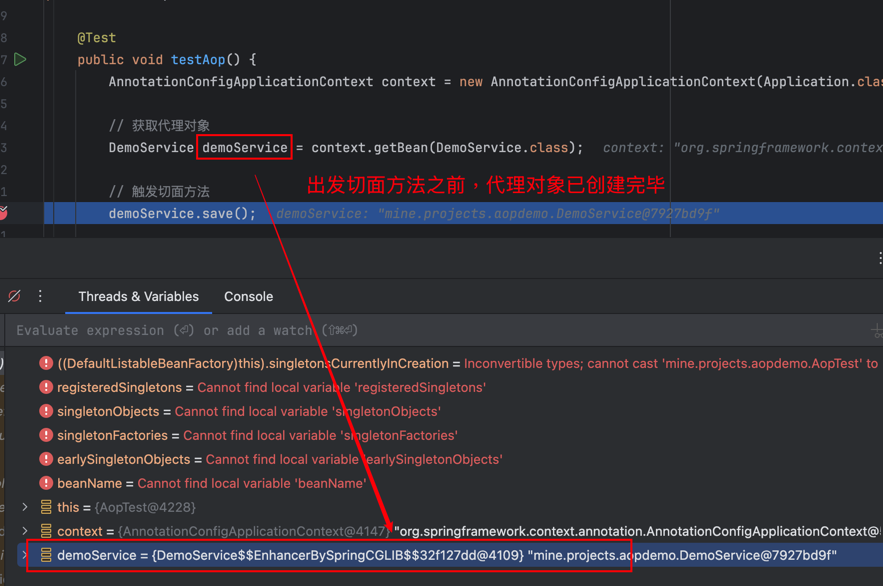 9
8 @Test
7 public void testAop() {
6 AnnotationConfigApplicationContext context = new AnnotationConfigApplicationContext(Application.clas
5
4 // 获取代理对象
3 DemoService demoService = context.getBean(DemoService.class); context: "org.springframework.contex
2
出发切面方法之前，代理对象已创建完毕
1 // 触发切面方法
demoService.save(); demoService: "mine.projects.aopdemo.DemoService@7927bd9f"
1
Threads & Variables Console
Evaluate expression (⏎) or add a watch (⇧⌘⏎)
((DefaultListableBeanFactory)this).singletonsCurrentlyInCreation = Inconvertible types; cannot cast 'mine.projects.aopdemo.AopTest' to
registeredSingletons = Cannot find local variable 'registeredSingletons'
singletonObjects = Cannot find local variable 'singletonObjects'
singletonFactories = Cannot find local variable 'singletonFactories'
earlySingletonObjects = Cannot find local variable 'earlySingletonObjects'
beanName = Cannot find local variable 'beanName'
this = {AopTest@4228}
context = {AnnotationConfigApplicationContext@4147} "org.springframework.context.annotation.AnnotationConfigApplicationContext@
demoService = {DemoService$$EnhancerBySpringCGLIB$$32f127dd@4109} "mine.projects.aopdemo.DemoService@7927bd9f"